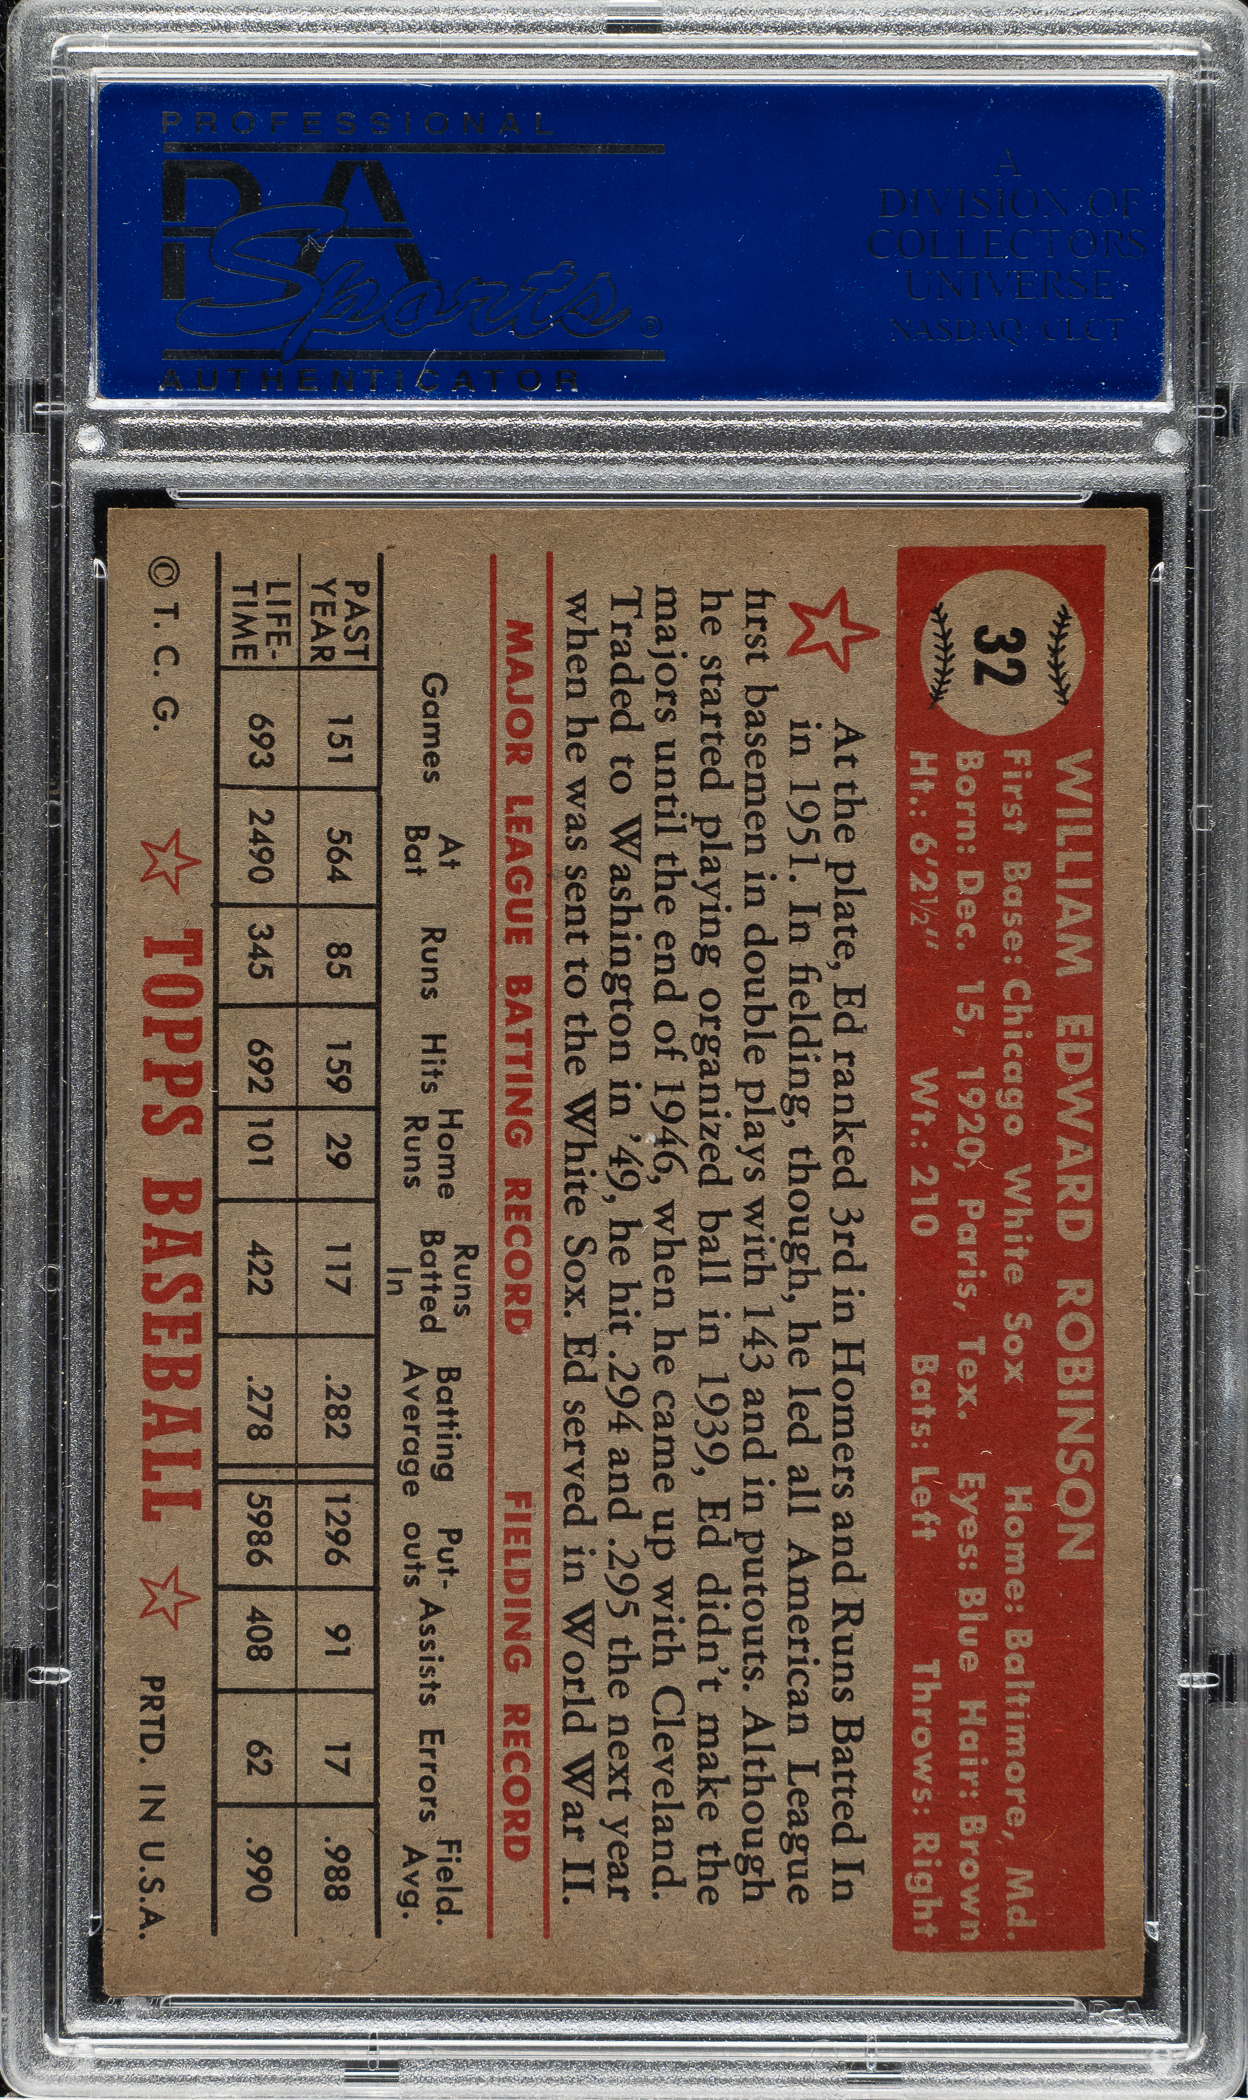 PROFESSIONAL
PSA
Sports ®
AUTHENTICATOR
A
DIVISION OF
COLLECTORS
UNIVERSE
NASDAQ: CLCT
32
WILLIAM EDWARD ROBINSON
First Base: Chicago White Sox Home: Baltimore, Md.
Born: Dec. 15, 1920, Paris, Tex. Eyes: Blue Hair: Brown
Ht.: 6'2½" Wt.: 210 Bats: Left Throws: Right
At the plate, Ed ranked 3rd in Homers and Runs Batted In
in 1951. In fielding, though, he led all American League
first basemen in double plays with 143 and in putouts. Although
he started playing organized ball in 1939, Ed didn't make the
majors until the end of 1946, when he came up with Cleveland.
Traded to Washington in '49, he hit .294 and .295 the next year
when he was sent to the White Sox. Ed served in World War II.
MAJOR LEAGUE BATTING RECORD FIELDING RECORD
Games At Bat Runs Hits Home Runs Runs Batted In Batting Average Put-outs Assists Errors Field. Avg.
PAST YEAR 151 564 85 159 29 117 .282 1296 91 17 .988
LIFE-TIME 693 2490 345 692 101 422 .278 5986 408 62 .990
© T. C. G. TOPPS BASEBALL PRTD. IN U.S.A.